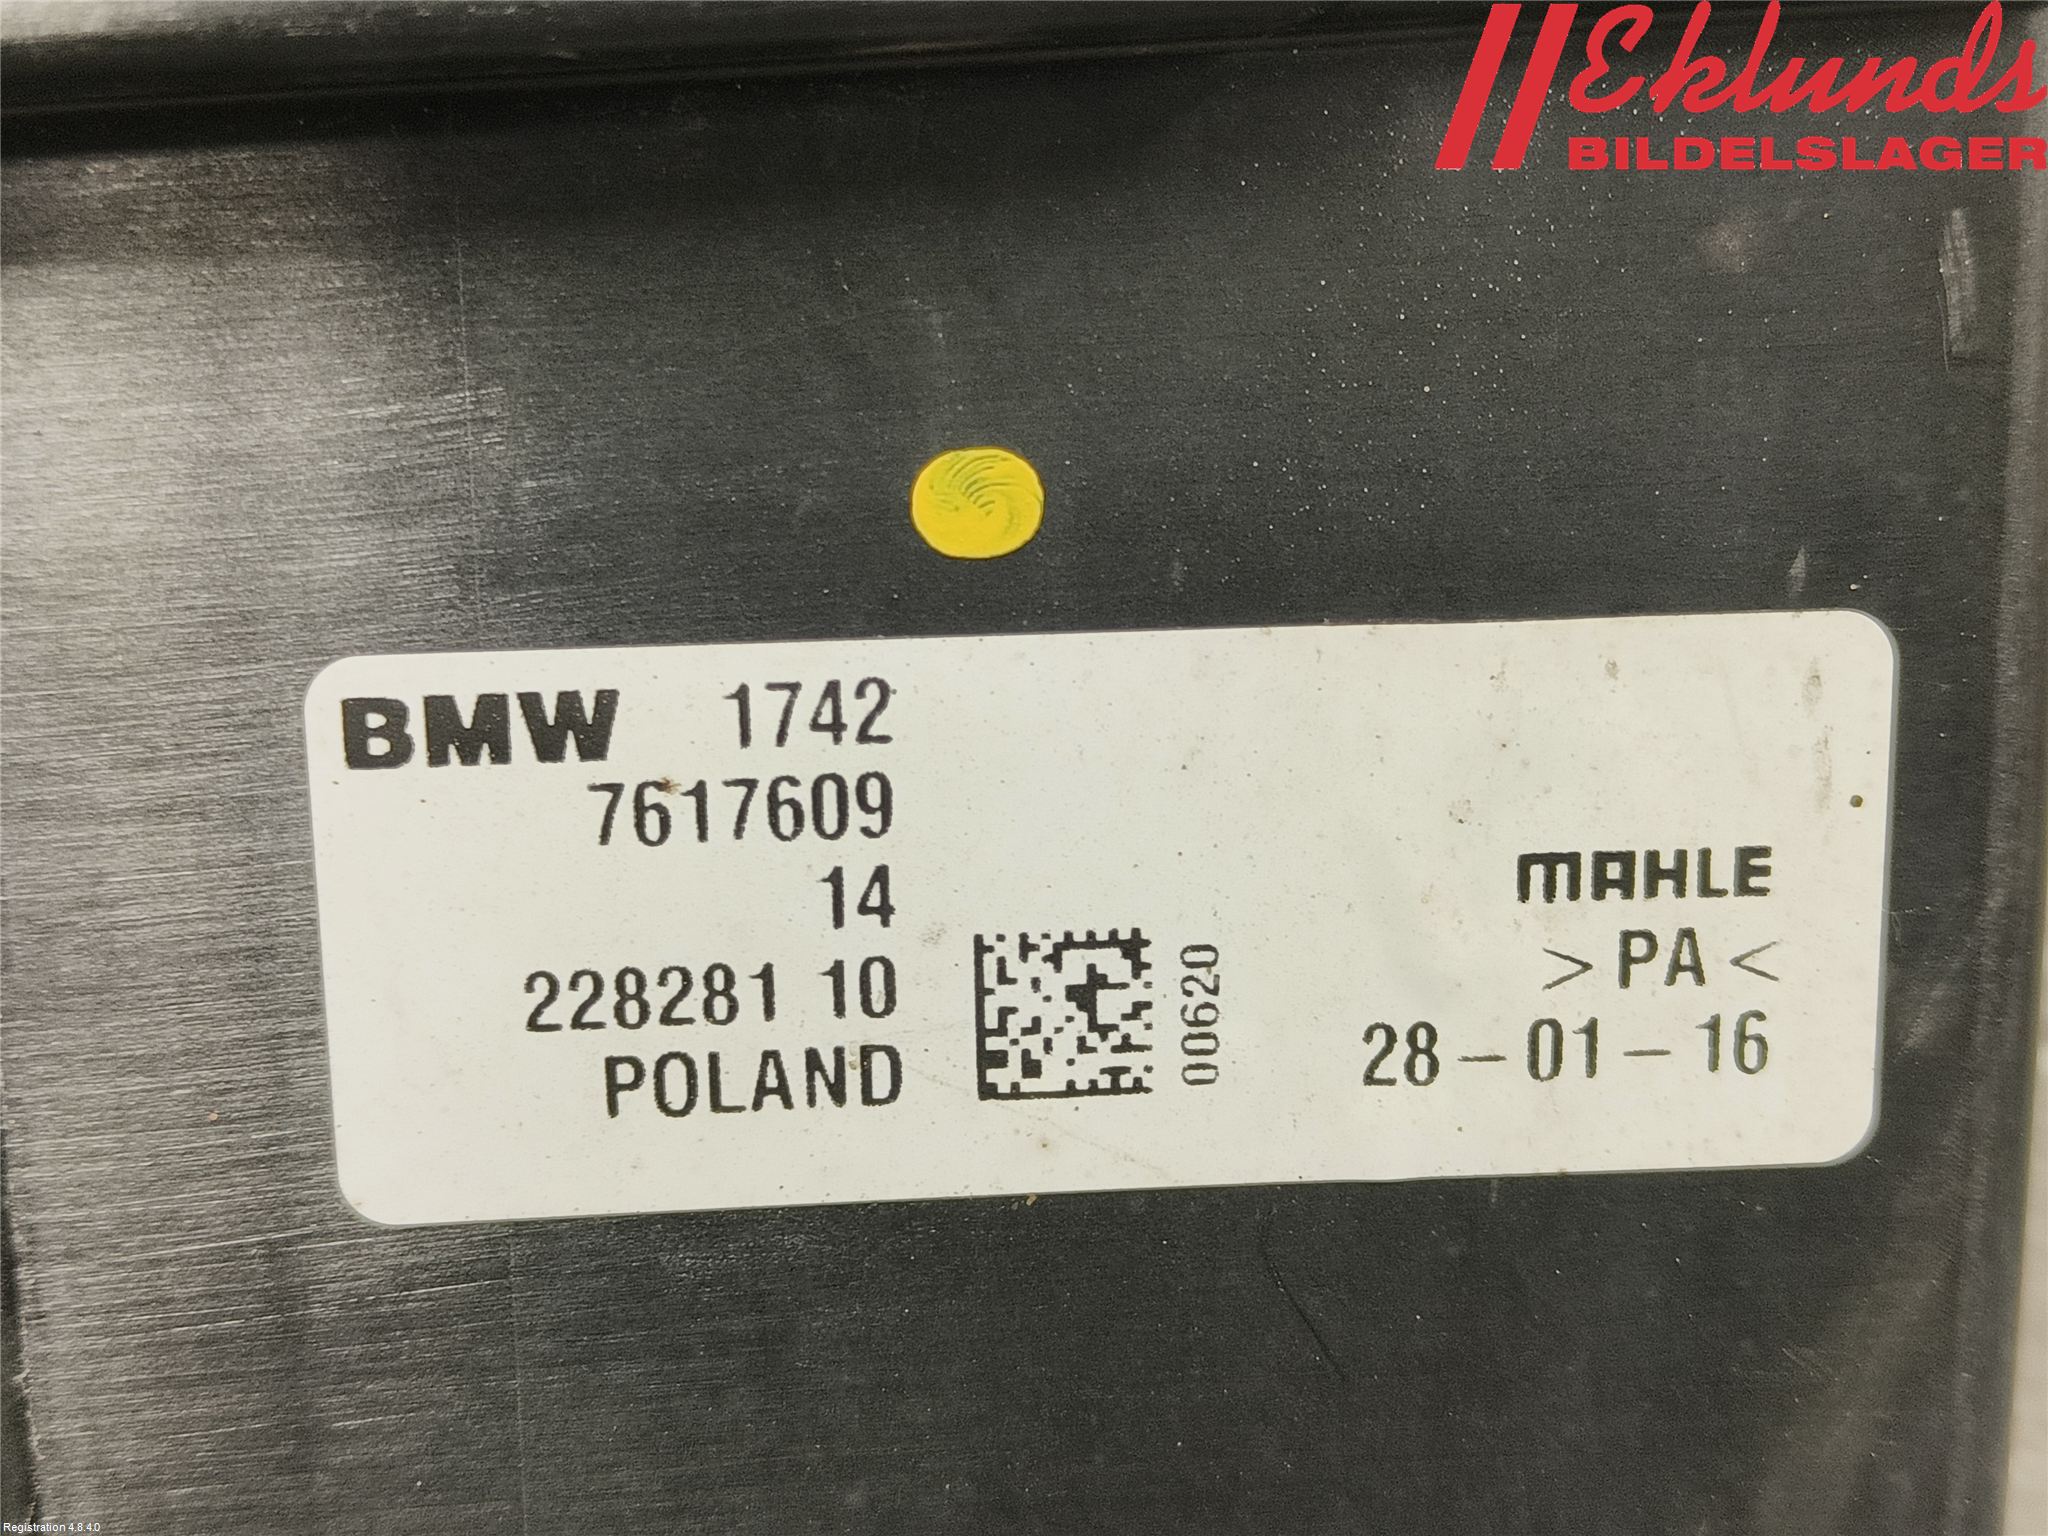 Eklunds
BILDELSLAGER
BMW 1742
7617609
14
228281 10
POLAND
00620
MAHLE
> PA <
28-01-16
Registration 4.8.4.0